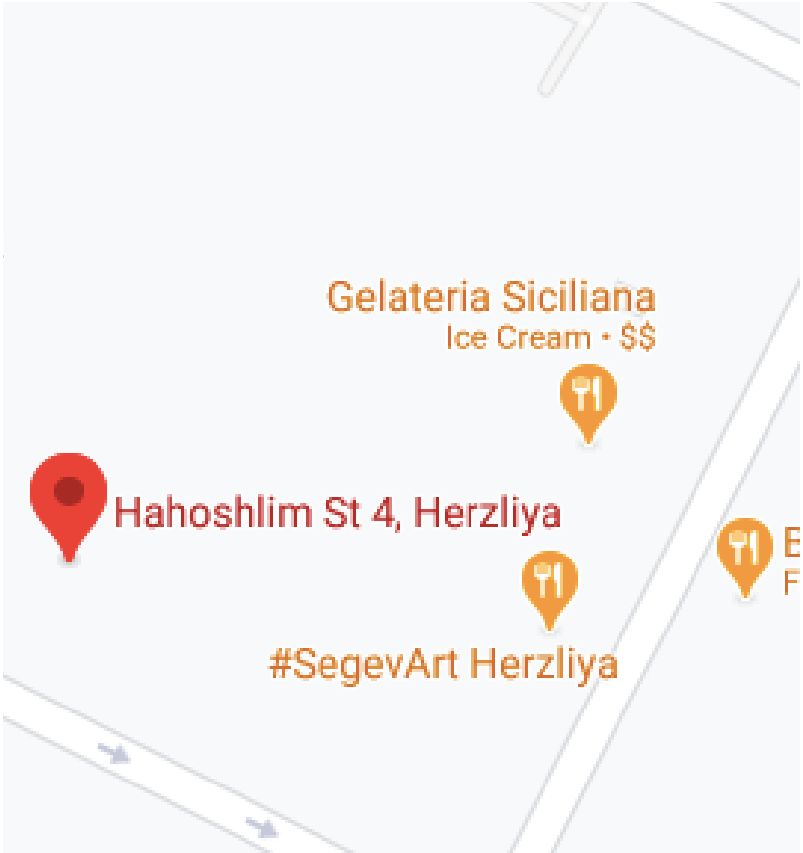 Gelateria Siciliana
Ice Cream • $$
Hahoshlim St 4, Herzliya
#SegevArt Herzliya